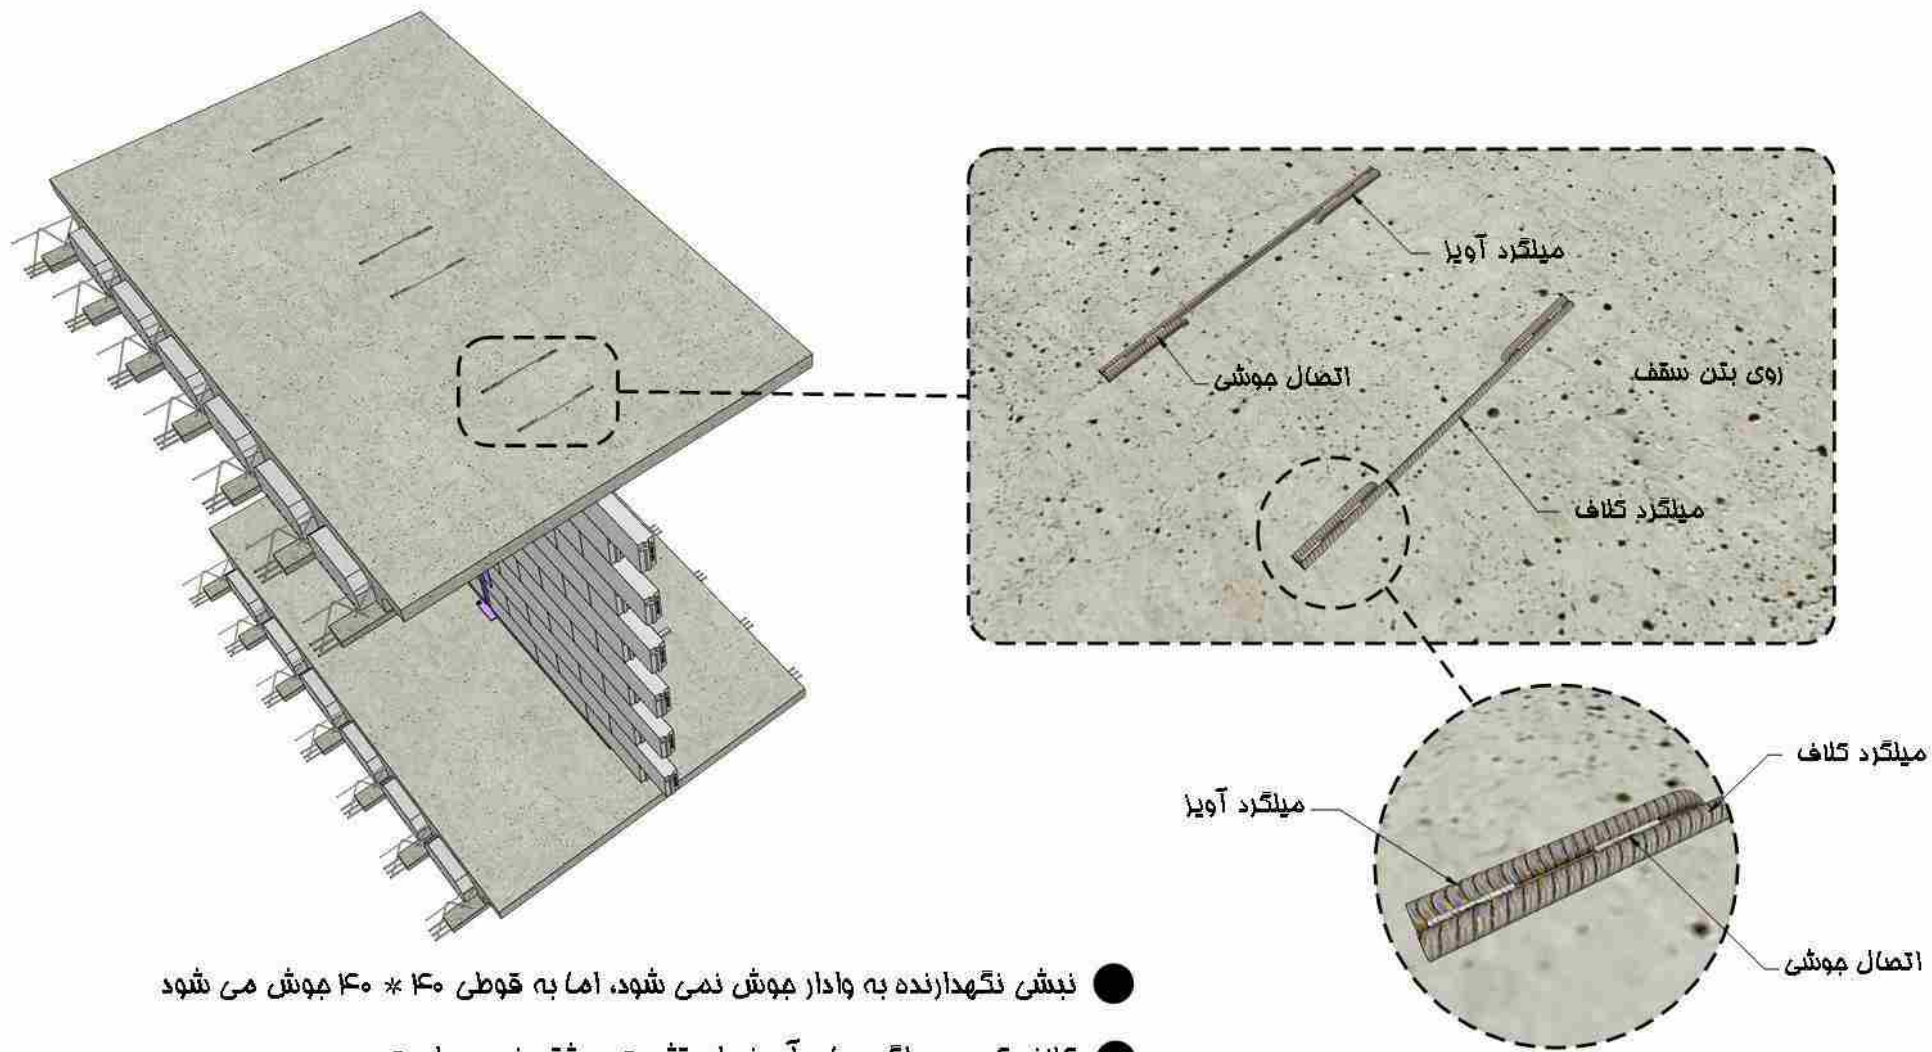 میلگرد آویز
اتصال جوشی
روی بتن سقف
میلگرد کلاف
میلگرد کلاف
میلگرد آویز
اتصال جوشی
نبشی نگهدارنده به وادار جوش نمی شود، اما به قوطی ۴۰ * ۴۰ جوش می شود